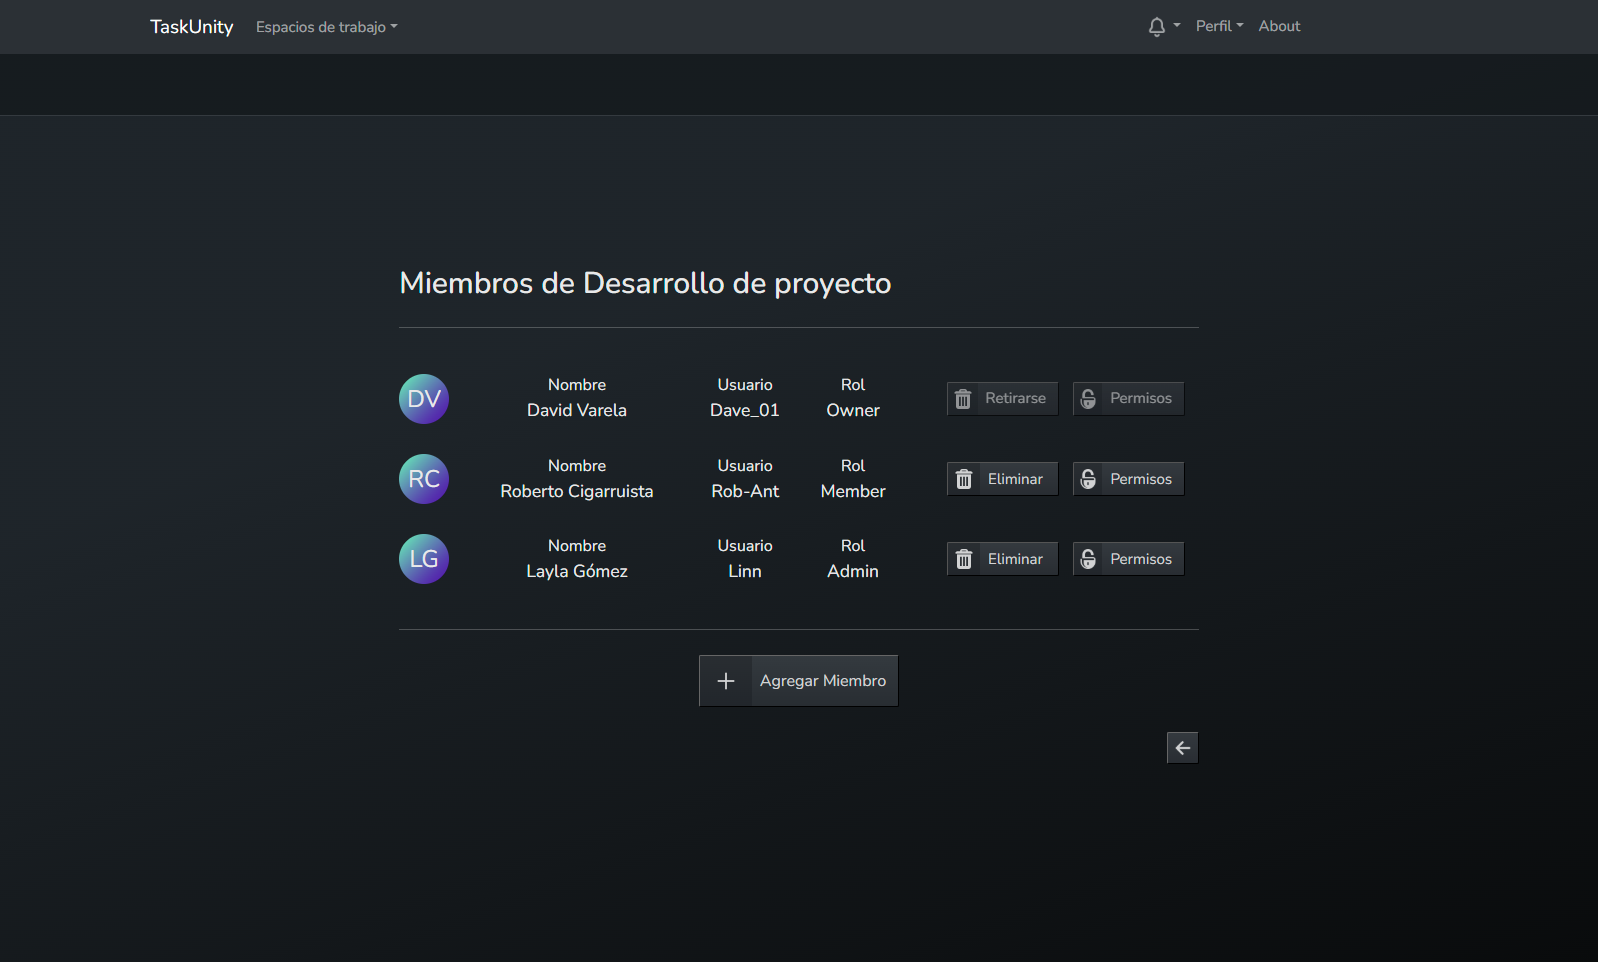 TaskUnity Espacios de trabajo Perfil About
Miembros de Desarrollo de proyecto
DV Nombre Usuario Rol Retirarse Permisos
David Varela Dave_01 Owner
RC Nombre Usuario Rol Eliminar Permisos
Roberto Cigarruista Rob-Ant Member
LG Nombre Usuario Rol Eliminar Permisos
Layla Gómez Linn Admin
Agregar Miembro